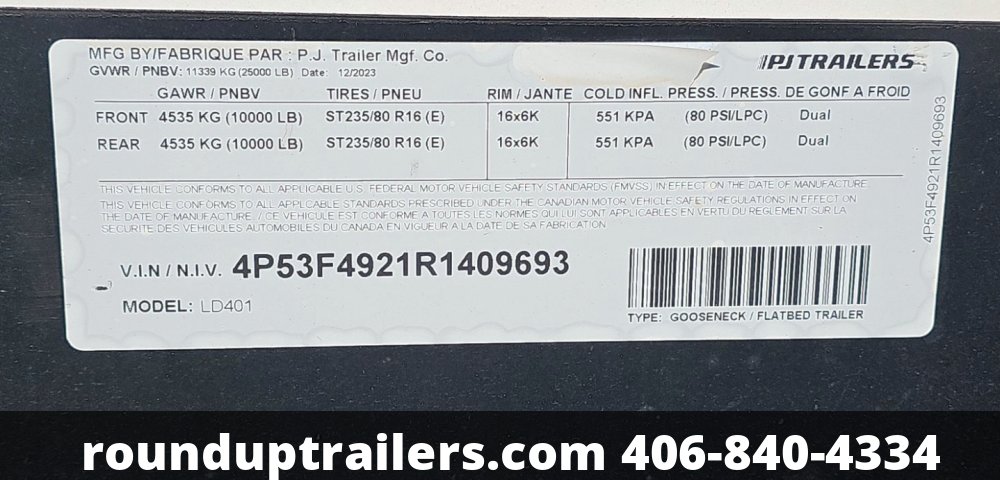 MFG BY/FABRIQUE PAR : P.J. Trailer Mgf. Co.
PJTRAILERS
GVWR / PNBV: 11339 KG (25000 LB) Date: 12/2023
GAWR / PNBV TIRES / PNEU RIM / JANTE COLD INFL. PRESS. / PRESS. DE GONF A FROID
FRONT 4535 KG (10000 LB) ST235/80 R16 (E) 16x6K 551 KPA (80 PSI/LPC) Dual
REAR 4535 KG (10000 LB) ST235/80 R16 (E) 16x6K 551 KPA (80 PSI/LPC) Dual
THIS VEHICLE CONFORMS TO ALL APPLICABLE U.S. FEDERAL MOTOR VEHICLE SAFETY STANDARDS (FMVSS) IN EFFECT ON THE DATE OF MANUFACTURE.
THIS VEHICLE CONFORMS TO ALL APPLICABLE STANDARDS PRESCRIBED UNDER THE CANADIAN MOTOR VEHICLE SAFETY REGULATIONS IN EFFECT ON
THE DATE OF MANUFACTURE. / CE VEHICULE EST CONFORME A TOUTES LES NORMES QUI LUI SONT APPLICABLES EN VERTU DU REGLEMENT SUR LA
SECURITE DES VEHICULES AUTOMOBILES DU CANADA EN VIGUEUR A LA DATE DE SA FABRICATION
4P53F4921R1409693
V.I.N / N.I.V. 4P53F4921R1409693
MODEL: LD401
TYPE: GOOSENECK / FLATBED TRAILER
rounduptrailers.com 406-840-4334